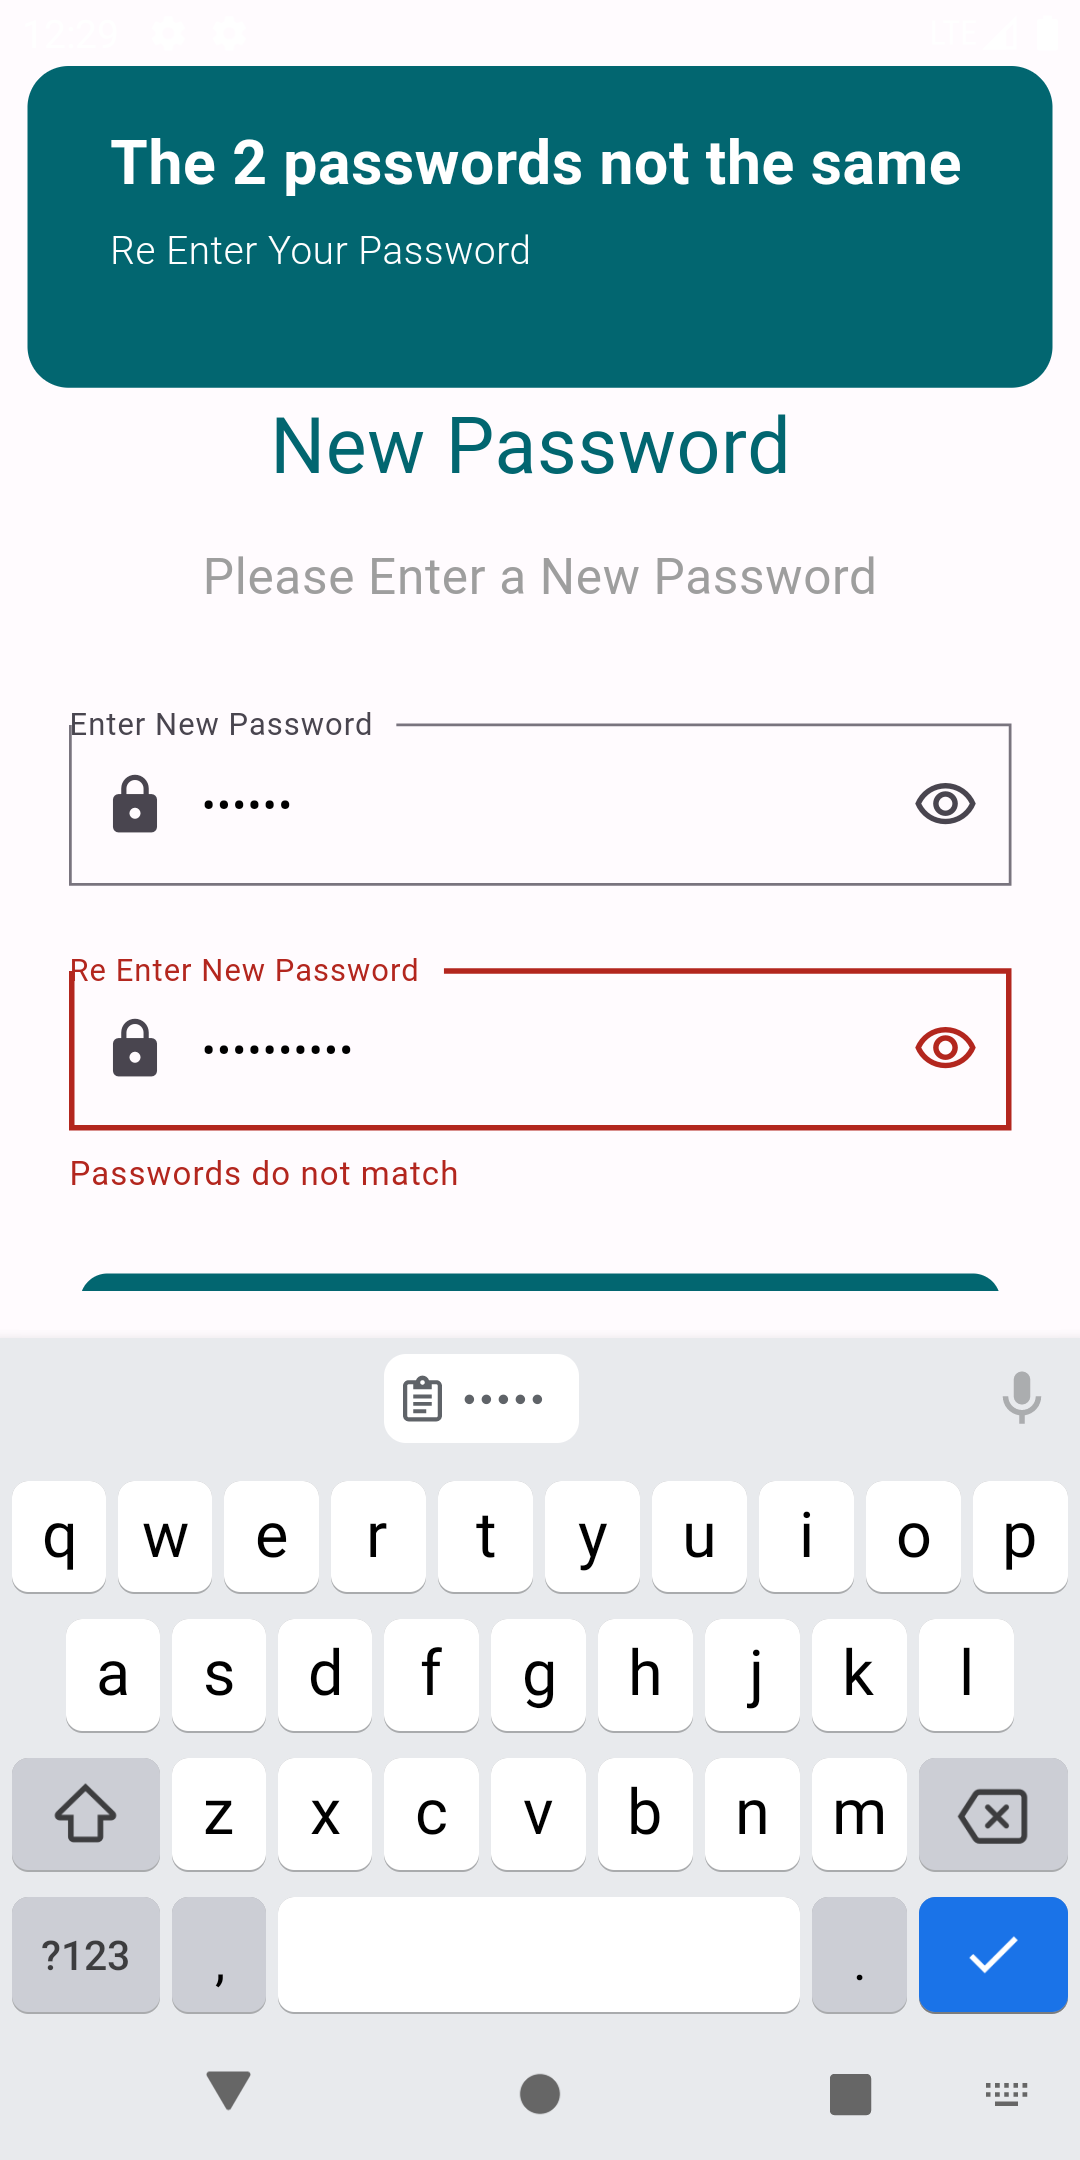 The 2 passwords not the same
Re Enter Your Password
New Password
Please Enter a New Password
Enter New Password
••••••
Re Enter New Password
••••••••••
Passwords do not match
•••••
q w e r t y u i o p
a s d f g h j k l
z x c v b n m
?123 , .